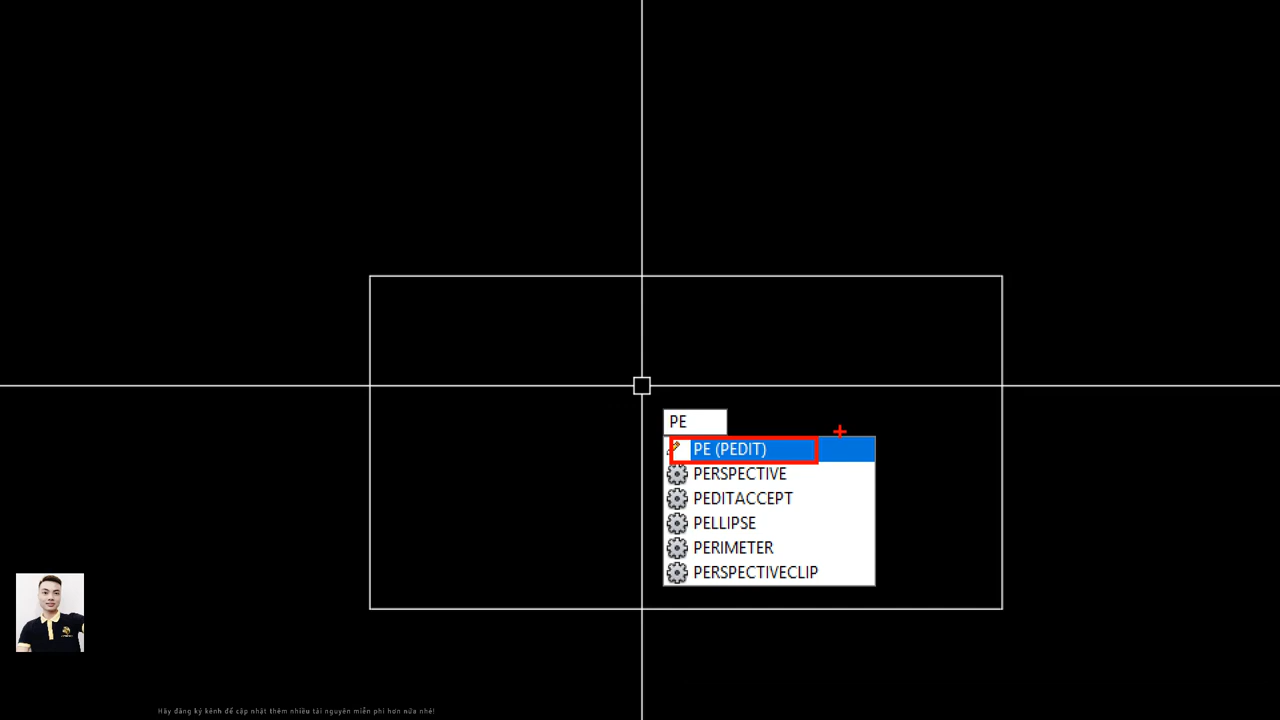 PE
PE (PEDIT)
PERSPECTIVE
PEDITACCEPT
PELLIPSE
PERIMETER
PERSPECTIVECLIP
Hãy đăng ký kênh để cập nhật thêm nhiều tài nguyên miễn phí hơn nữa nhé!